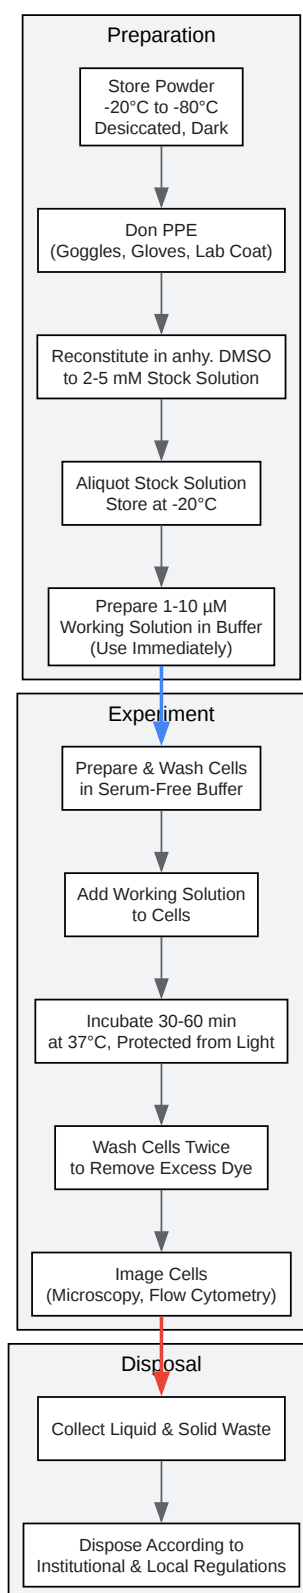 Preparation
Store Powder
-20°C to -80°C
Desiccated, Dark
Don PPE
(Goggles, Gloves, Lab Coat)
Reconstitute in anhy. DMSO
to 2-5 mM Stock Solution
Aliquot Stock Solution
Store at -20°C
Prepare 1-10 µM
Working Solution in Buffer
(Use Immediately)
Experiment
Prepare & Wash Cells
in Serum-Free Buffer
Add Working Solution
to Cells
Incubate 30-60 min
at 37°C, Protected from Light
Wash Cells Twice
to Remove Excess Dye
Image Cells
(Microscopy, Flow Cytometry)
Disposal
Collect Liquid & Solid Waste
Dispose According to
Institutional & Local Regulations